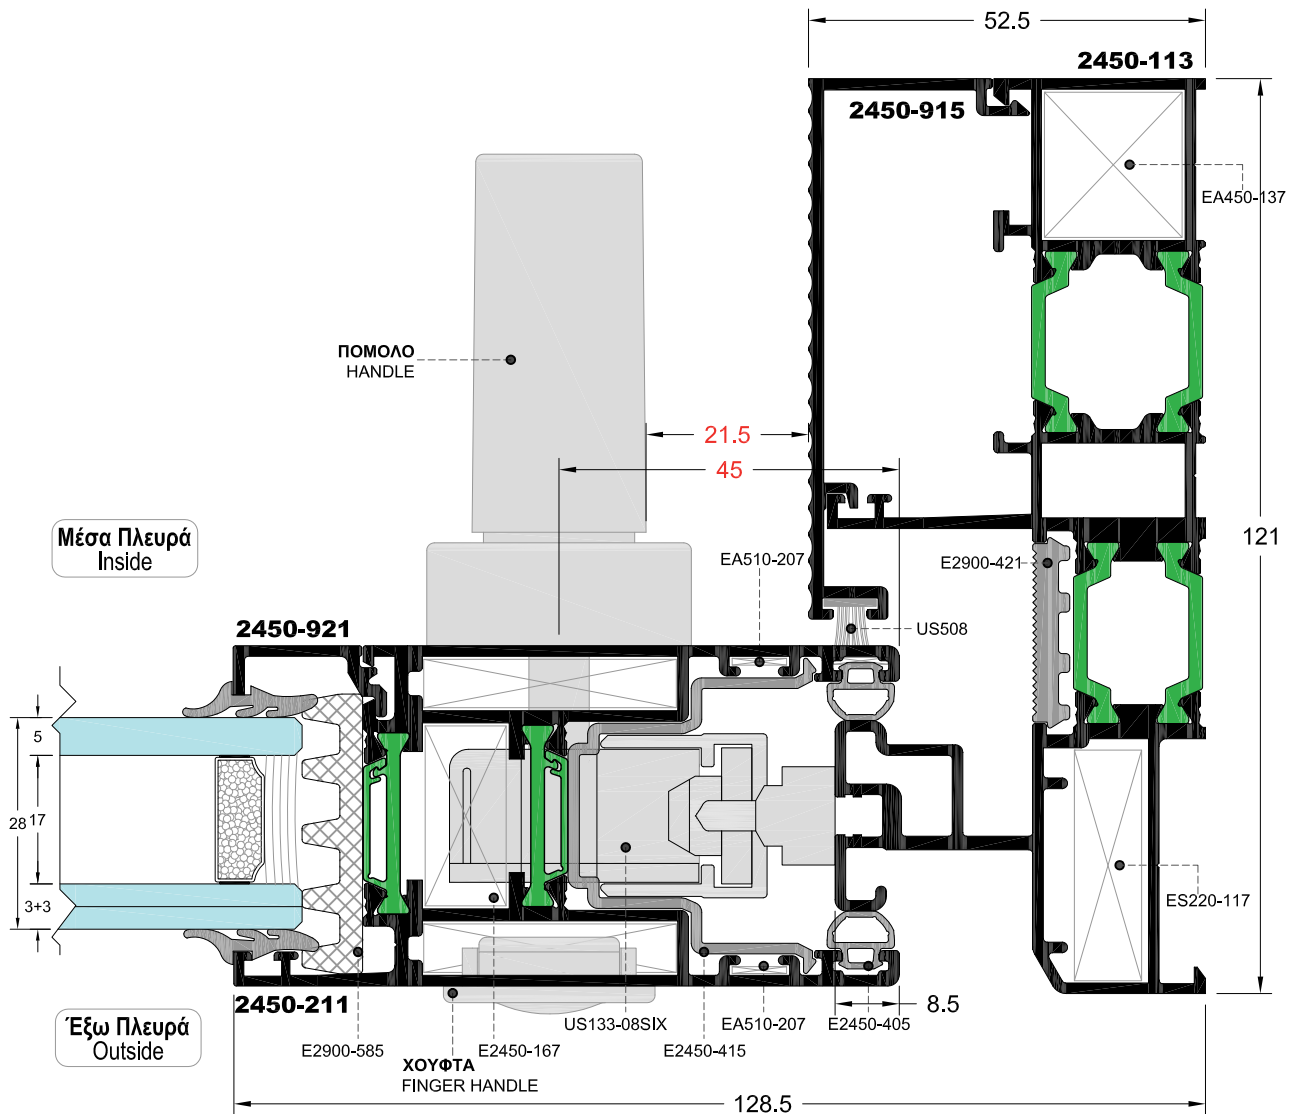 52.5
2450-113
2450-915
EA450-137
ΠΟΜΟΛΟ
HANDLE
21.5
45
Μέσα Πλευρά
Inside
121
EA510-207
E2900-421
2450-921
US508
5
28
17
3+3
ES220-117
2450-211
8.5
Έξω Πλευρά
Outside
US133-08SIX
EA510-207
E2450-405
E2900-585
E2450-167
E2450-415
ΧΟΥΦΤΑ
FINGER HANDLE
128.5